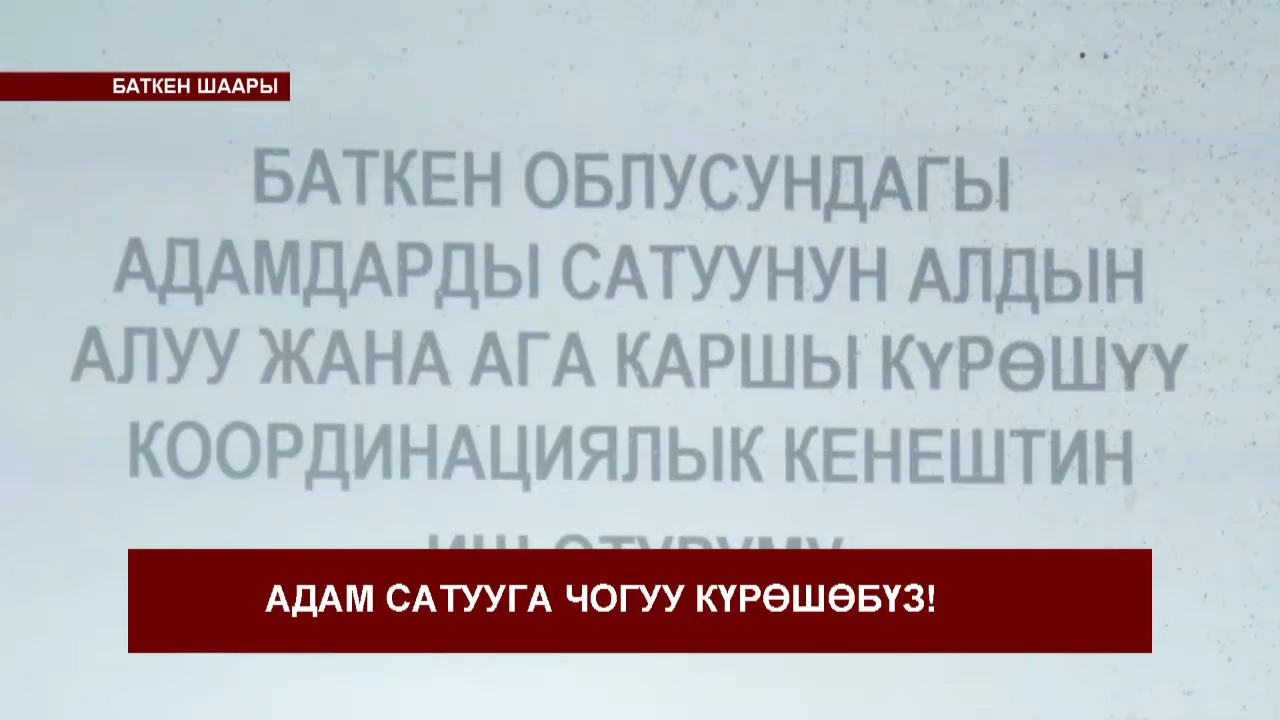 БАТКЕН ШААРЫ
БАТКЕН ОБЛУСУНДАГЫ
АДАМДАРДЫ САТУУНУН АЛДЫН
АЛУУ ЖАНА АГА КАРШЫ КҮРӨШҮҮ
КООРДИНАЦИЯЛЫК КЕНЕШТИН
АДАМ САТУУГА ЧОГУУ КҮРӨШӨБҮЗ!